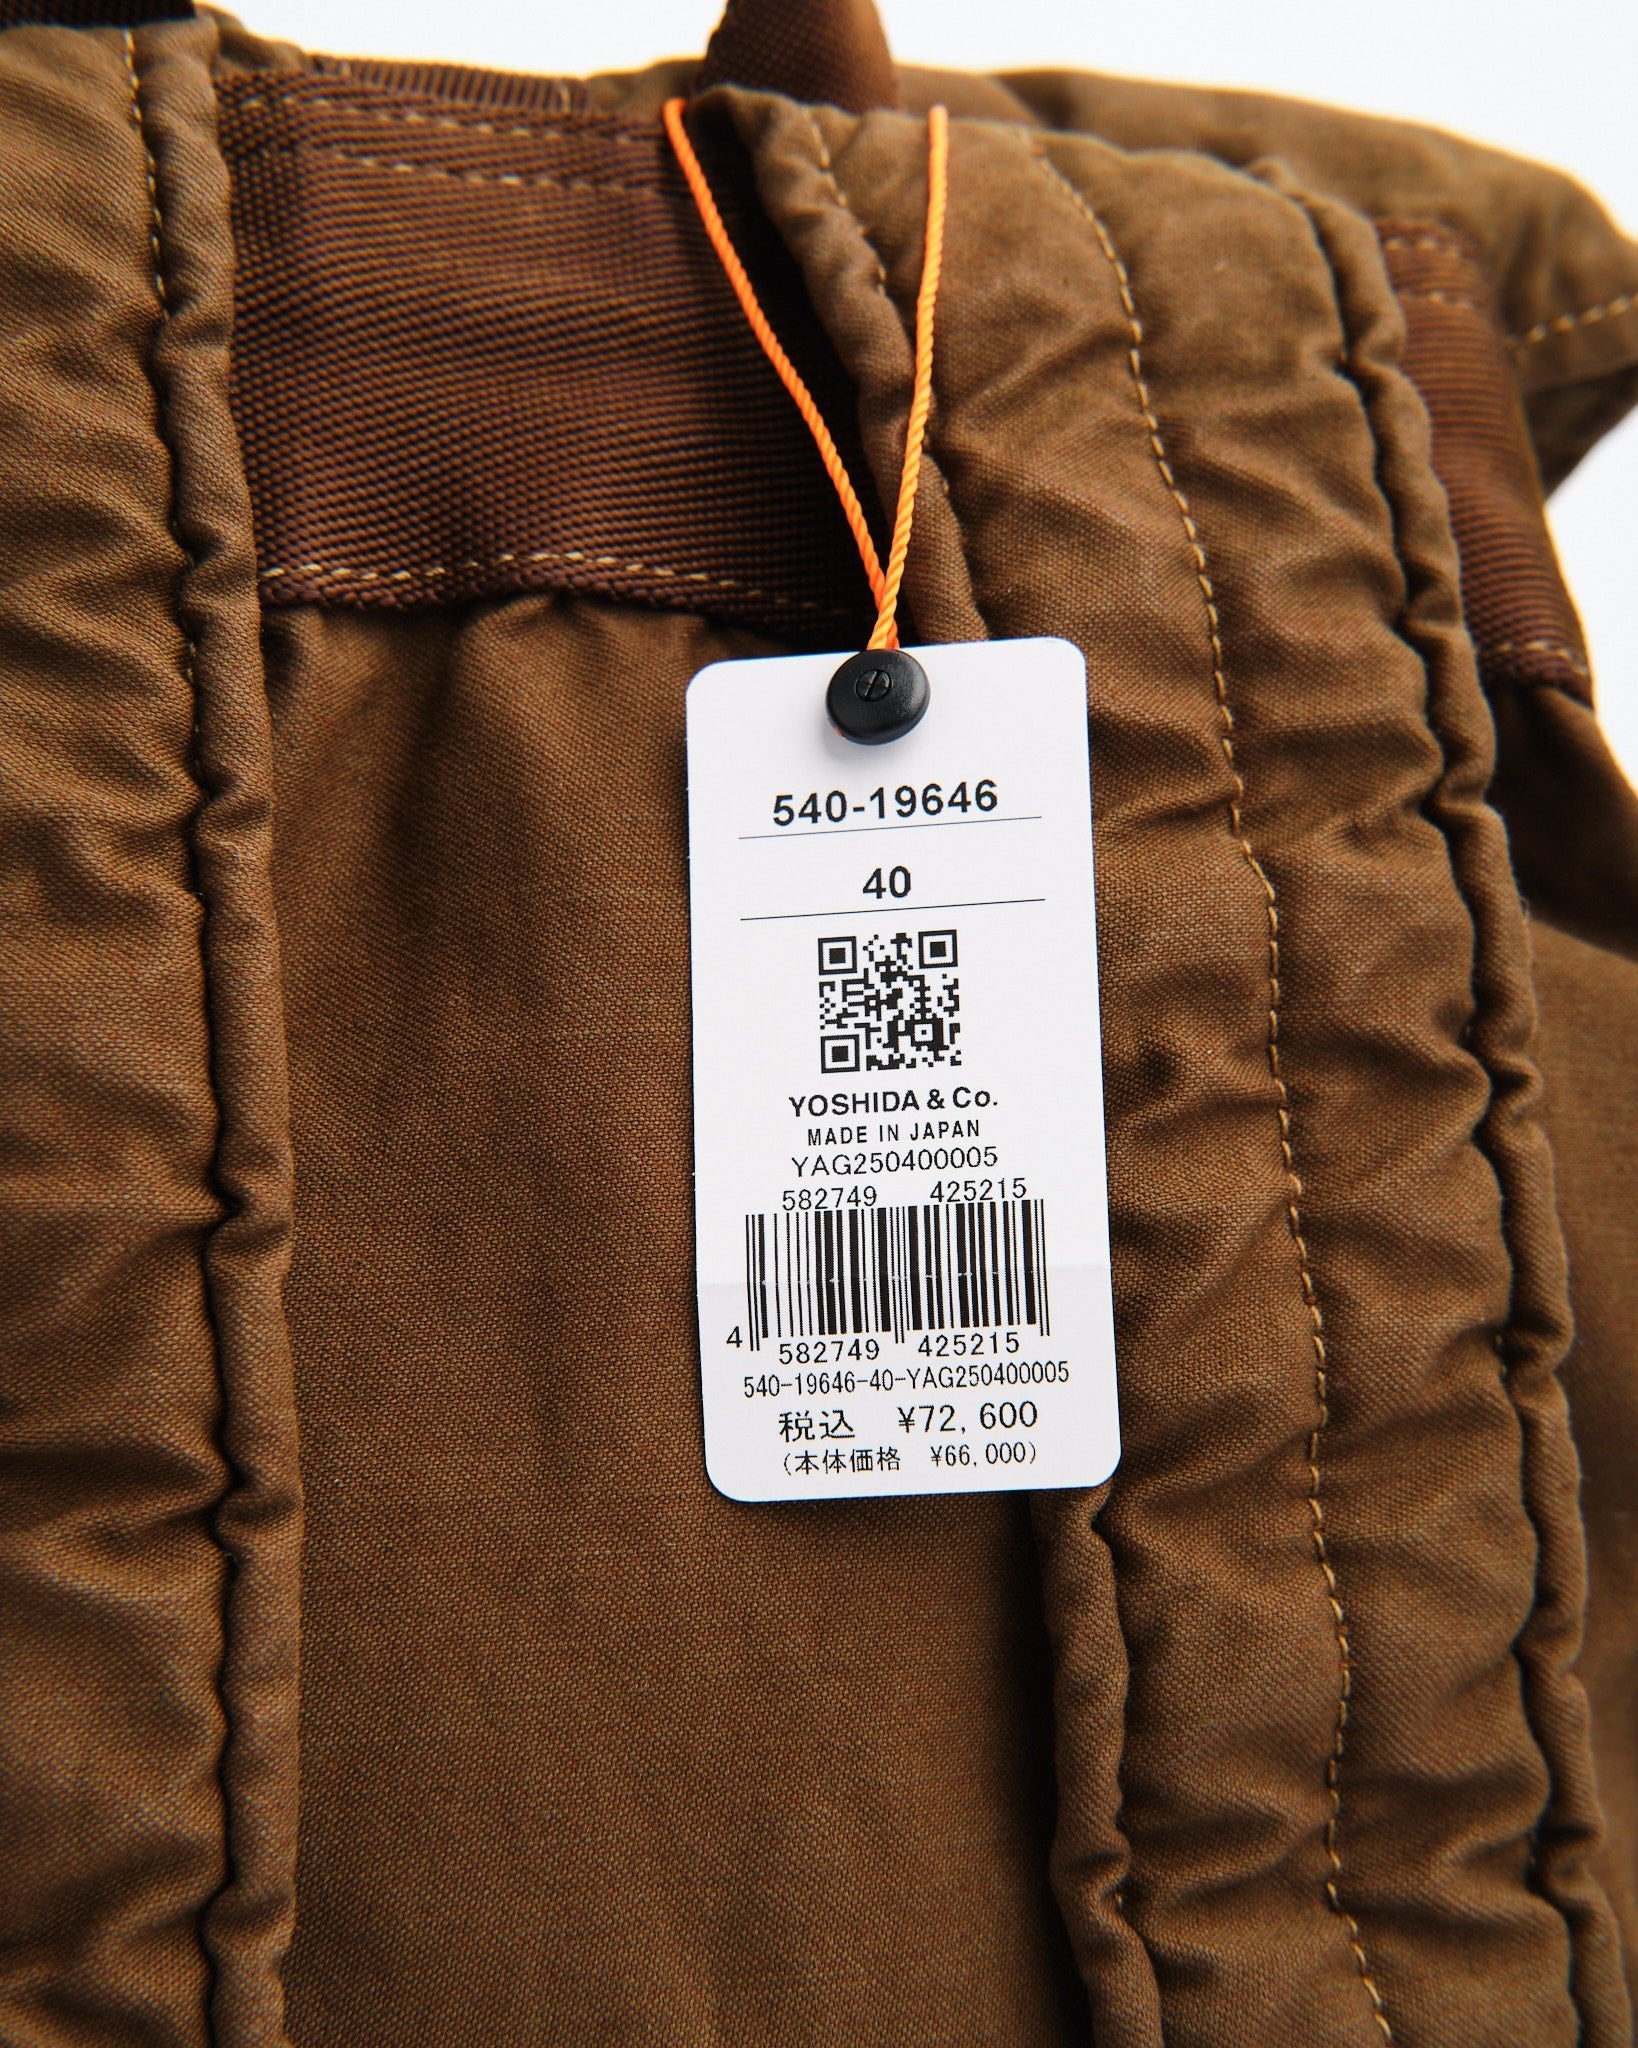 540-19646
40
YOSHIDA & Co.
MADE IN JAPAN
YAG250400005
582749 425215
4 582749 425215
540-19646-40-YAG250400005
税込 ¥72,600
(本体価格 ¥66,000)